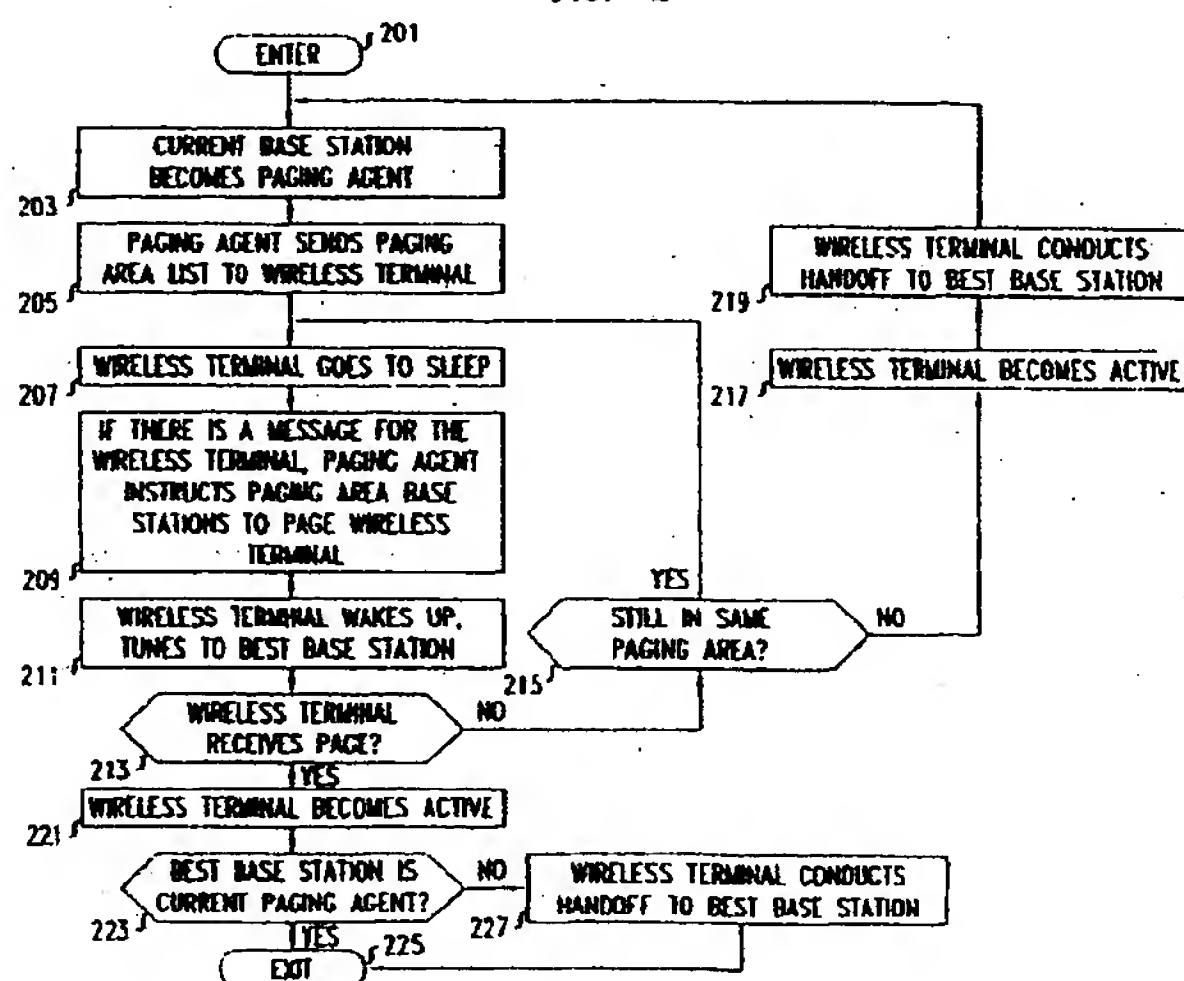 ENTER
201
CURRENT BASE STATION
BECOMES PAGING AGENT
203
PAGING AGENT SENDS PAGING
AREA LIST TO WIRELESS TERMINAL
205
WIRELESS TERMINAL GOES TO SLEEP
207
IF THERE IS A MESSAGE FOR THE
WIRELESS TERMINAL, PAGING AGENT
INSTRUCTS PAGING AREA BASE
STATIONS TO PAGE WIRELESS
TERMINAL
209
WIRELESS TERMINAL WAKES UP,
TUNES TO BEST BASE STATION
211
WIRELESS TERMINAL
RECEIVES PAGE?
213
NO
YES
STILL IN SAME
PAGING AREA?
215
YES
NO
WIRELESS TERMINAL BECOMES ACTIVE
217
WIRELESS TERMINAL CONDUCTS
HANDOFF TO BEST BASE STATION
219
WIRELESS TERMINAL BECOMES ACTIVE
221
BEST BASE STATION IS
CURRENT PAGING AGENT?
223
NO
YES
WIRELESS TERMINAL CONDUCTS
HANDOFF TO BEST BASE STATION
227
EXIT
225